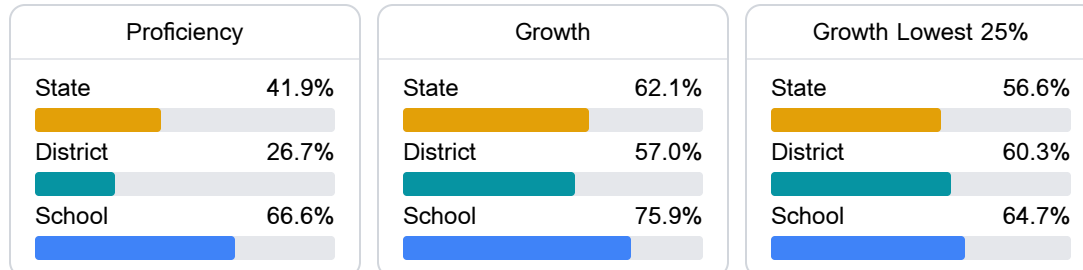 Proficiency
State 41.9%
District 26.7%
School 66.6%
Growth
State 62.1%
District 57.0%
School 75.9%
Growth Lowest 25%
State 56.6%
District 60.3%
School 64.7%